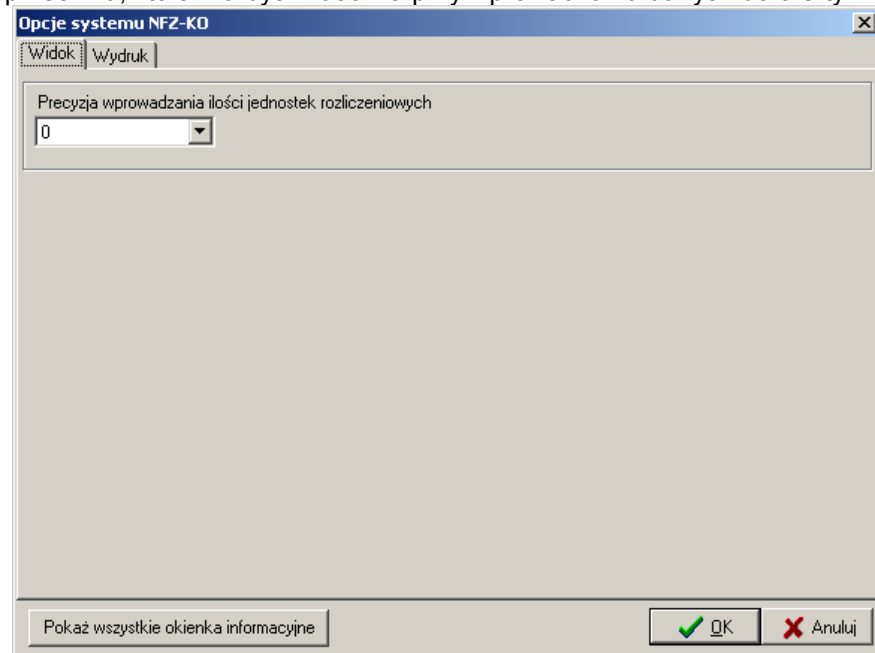 Opcje systemu NFZ-KO
Widok Wydruk
Precyzja wprowadzania ilości jednostek rozliczeniowych
0
Pokaż wszystkie okienka informacyjne OK Anuluj